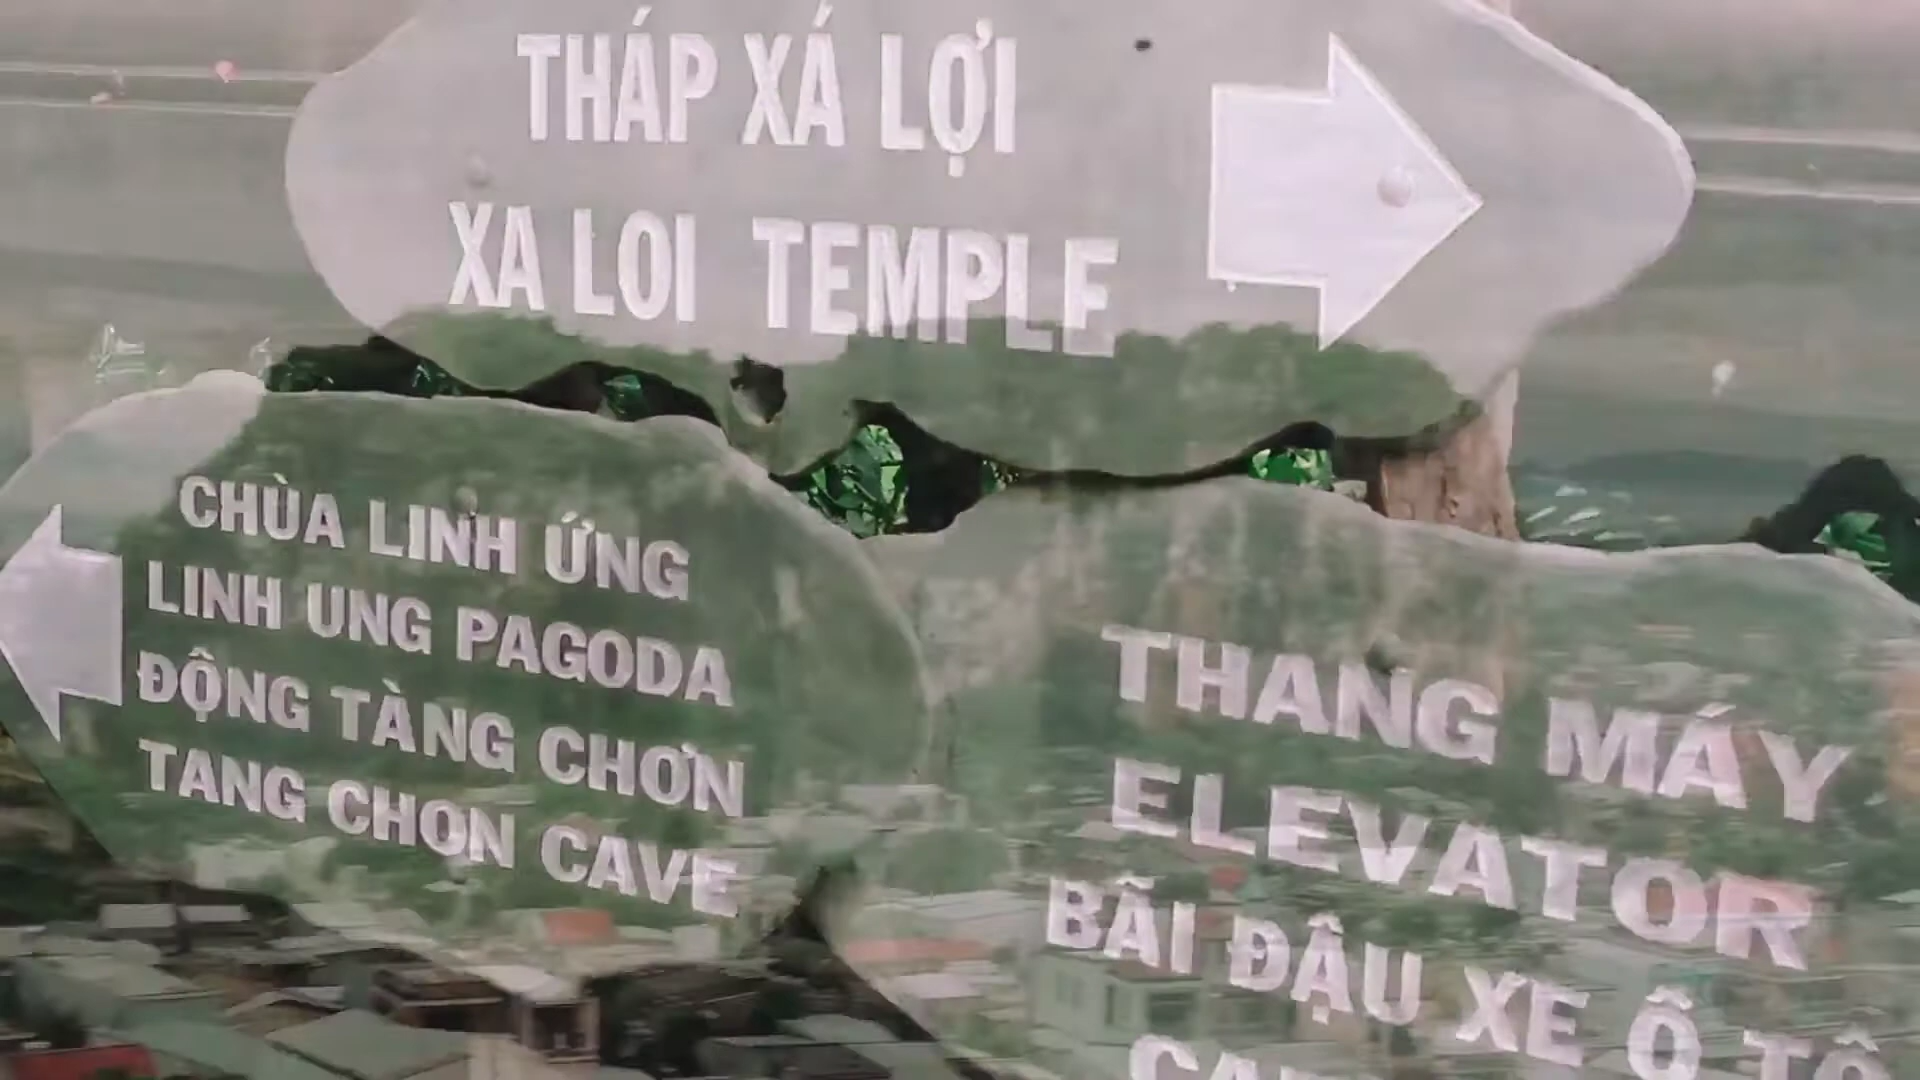 THÁP XÁ LỢI
XA LOI TEMPLE
CHÙA LINH ỨNG
LINH UNG PAGODA
ĐỘNG TÀNG CHƠN
TANG CHON CAVE
THANG MÁY
ELEVATOR
BÃI ĐẬU XE Ô TÔ